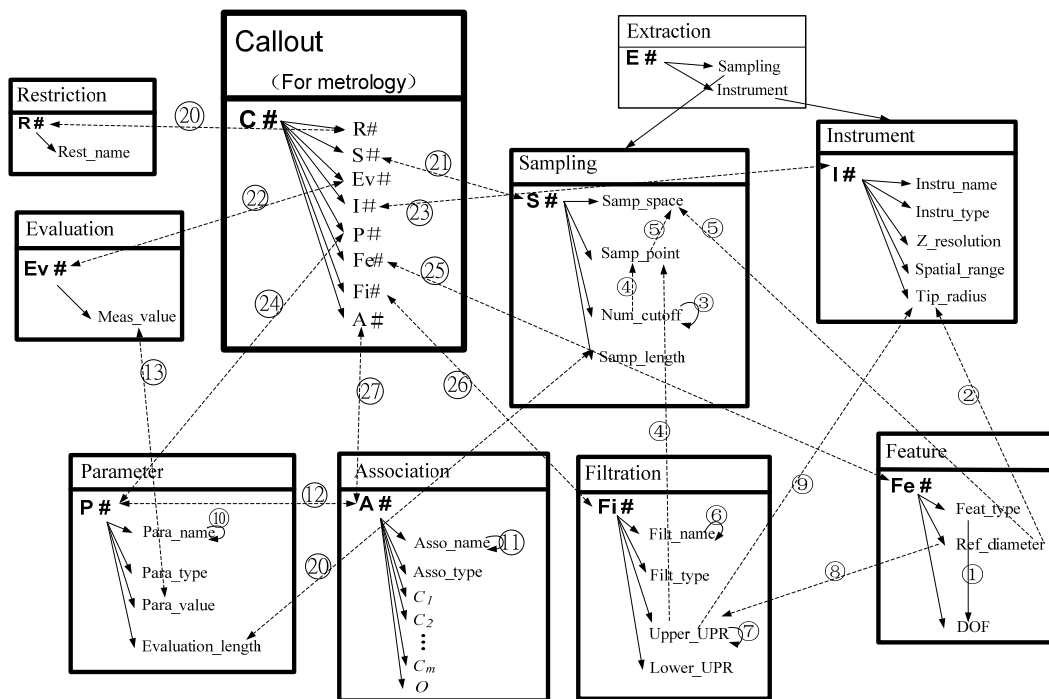 Callout
（For metrology）
C #
R#
S#
Ev#
I#
P#
Fe#
Fi#
A#
Extraction
E #
Sampling
Instrument
Restriction
R#
Rest_name
⑳
㉑
㉒
㉓
㉔
㉕
㉖
㉗
Sampling
S #
Samp_space
⑤
Samp_point
④
Num_cutoff
③
Samp_length
Instrument
I #
Instru_name
Instru_type
Z_resolution
Spatial_range
Tip_radius
⑤
Evaluation
Ev #
Meas_value
⑬
②
④
⑨
Parameter
P #
Para_name
⑩
Para_type
Para_value
Evaluation_length
⑫
⑳
Association
A #
Asso_name
⑪
Asso_type
C1
C2
⋮
Cm
O
Filtration
Fi #
Filt_name
⑥
Filt_type
Upper_UPR
⑦
Lower_UPR
⑧
Feature
Fe #
Feat_type
Ref_diameter
①
DOF